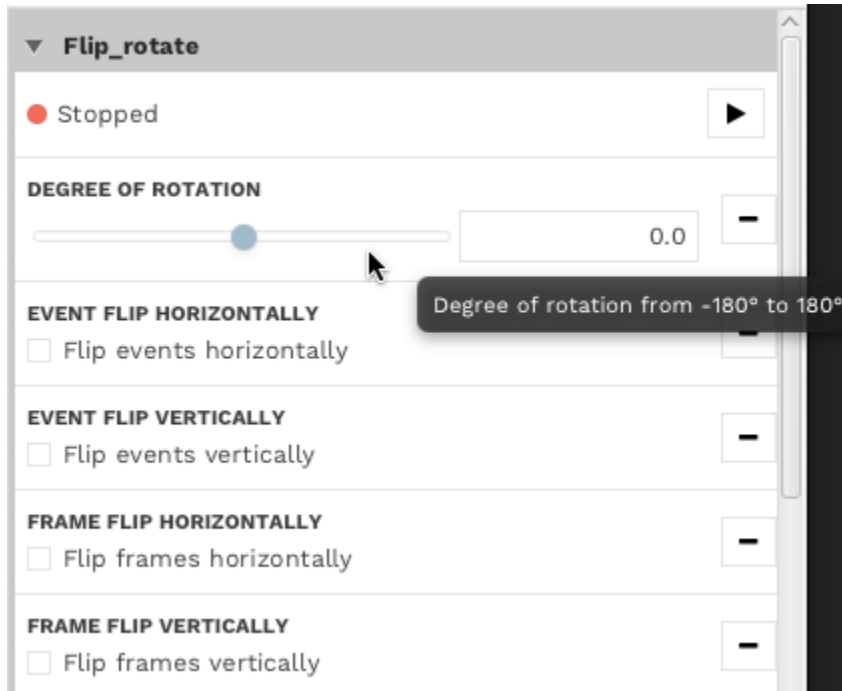 Flip_rotate
Stopped
DEGREE OF ROTATION
0.0
Degree of rotation from -180° to 180°
EVENT FLIP HORIZONTALLY
Flip events horizontally
EVENT FLIP VERTICALLY
Flip events vertically
FRAME FLIP HORIZONTALLY
Flip frames horizontally
FRAME FLIP VERTICALLY
Flip frames vertically